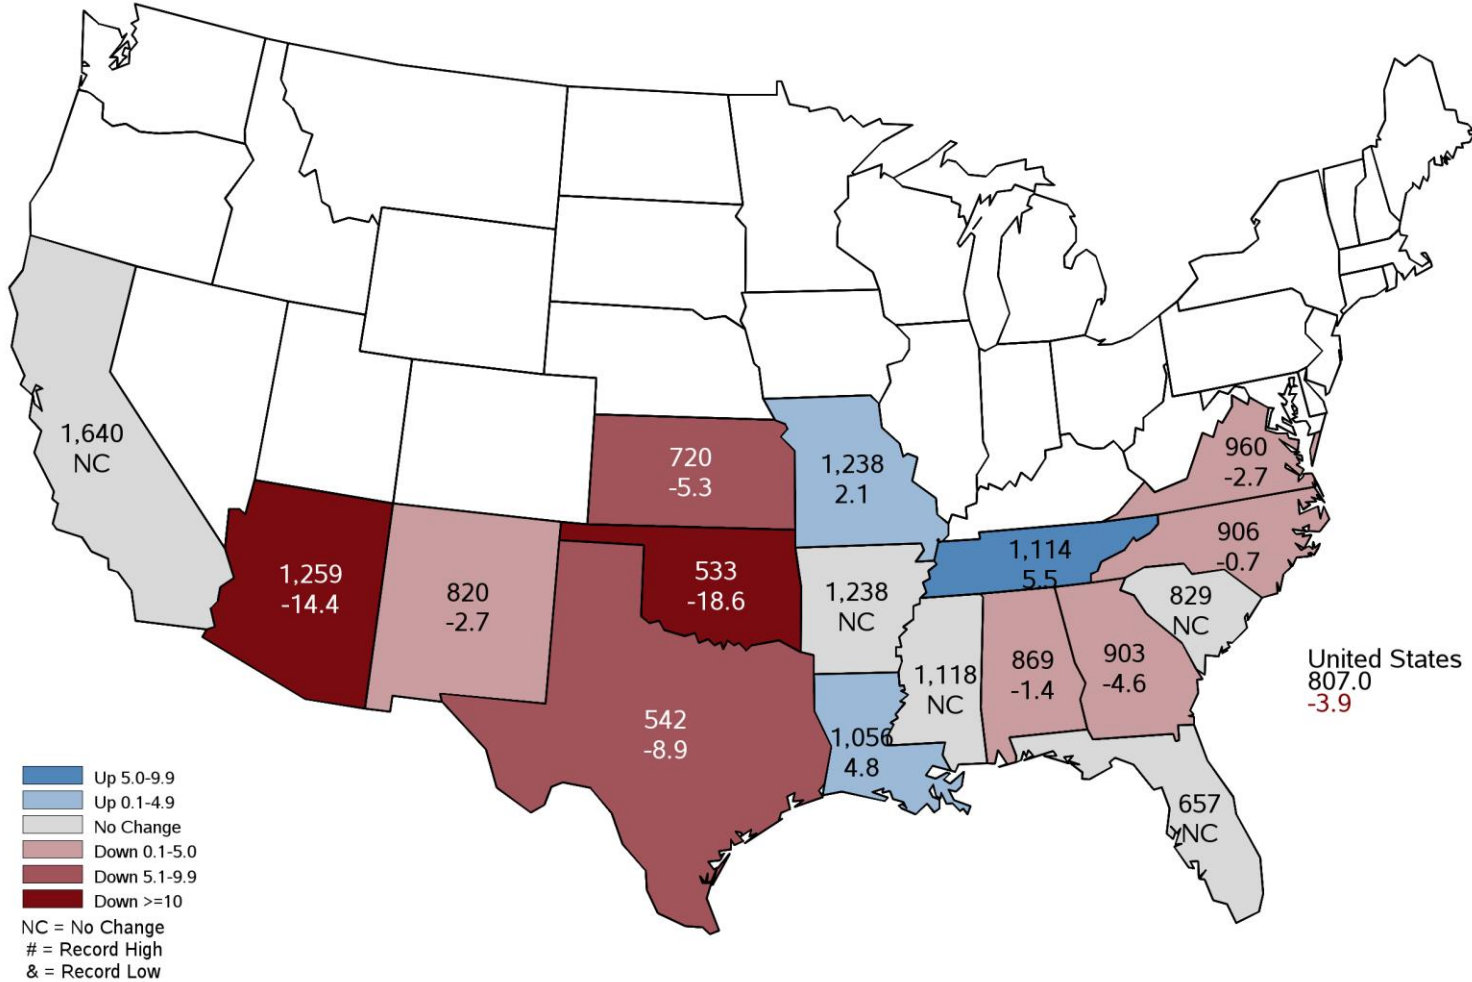 1,640
NC
1,259
-14.4
820
-2.7
720
-5.3
533
-18.6
542
-8.9
1,238
2.1
1,238
NC
1,056
4.8
1,118
NC
1,114
5.5
869
-1.4
903
-4.6
960
-2.7
906
-0.7
829
NC
657
NC
United States
807.0
-3.9
Up 5.0-9.9
Up 0.1-4.9
No Change
Down 0.1-5.0
Down 5.1-9.9
Down >=10
NC = No Change
# = Record High
& = Record Low